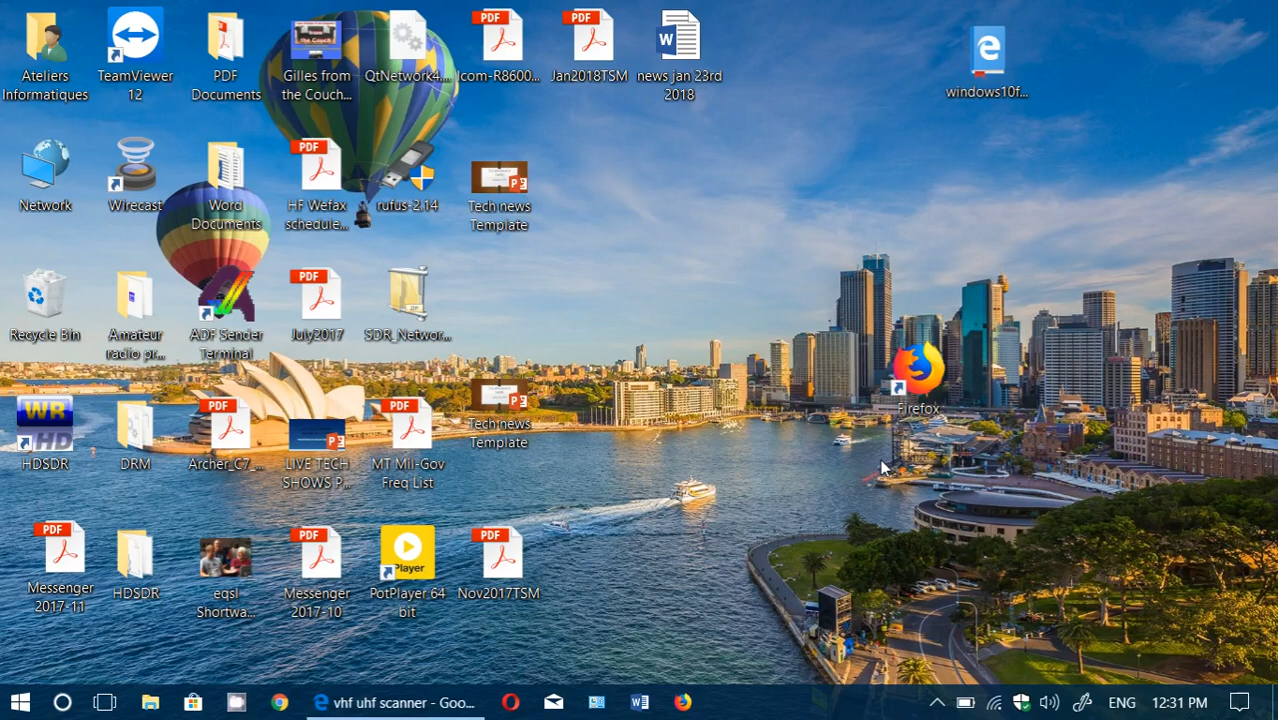 Ateliers
Informatiques
TeamViewer
12
PDF
PDF
Documents
Gilles from
the Couch...
QtNetwork4...
PDF
Icom-R8600...
PDF
Jan2018TSM
W
news jan 23rd
2018
windows10f...
Network
Wirecast
Word
Documents
PDF
HF Wefax
schedule...
rufus-2.14
P
Tech news
Template
Recycle Bin
Amateur
radio pr...
ADF Sender
Terminal
PDF
July2017
ZIP
SDR_Networ...
Firefox
WR
HD
HDSDR
DRM
PDF
Archer_C7_...
P
LIVE TECH
SHOWS P...
PDF
MT Mil-Gov
Freq List
P
Tech news
Template
PDF
Messenger
2017-11
HDSDR
eqsl
Shortwa...
PDF
Messenger
2017-10
Player
PotPlayer 64
bit
PDF
Nov2017TSM
vhf uhf scanner - Goo...
ENG
12:31 PM